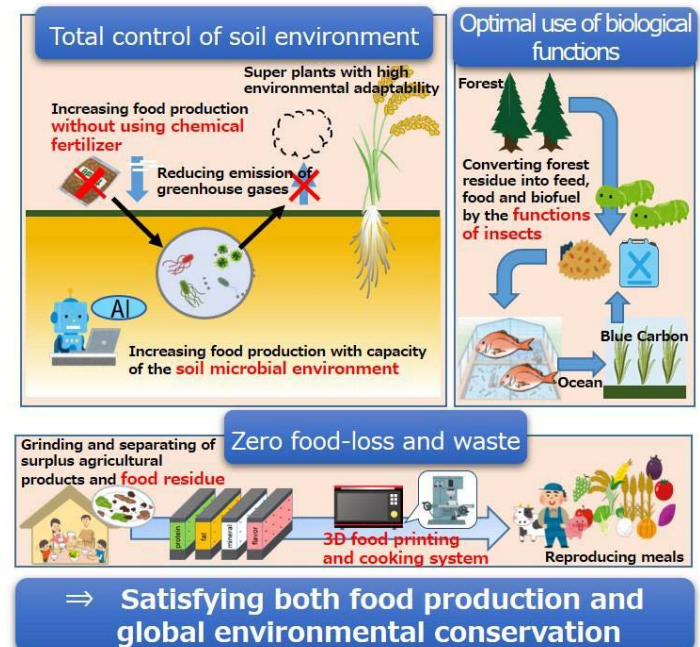 Total control of soil environment
Super plants with high
environmental adaptability
Increasing food production
without using chemical
fertilizer
Reducing emission of
greenhouse gases
AI
Increasing food production with capacity
of the soil microbial environment
Optimal use of biological
functions
Forest
Converting forest
residue into feed,
food and biofuel
by the functions
of insects
Blue Carbon
Ocean
Zero food-loss and waste
Grinding and separating of
surplus agricultural
products and food residue
protein
fat
mineral
flavor
3D food printing
and cooking system
Reproducing meals
⇒ Satisfying both food production and
global environmental conservation